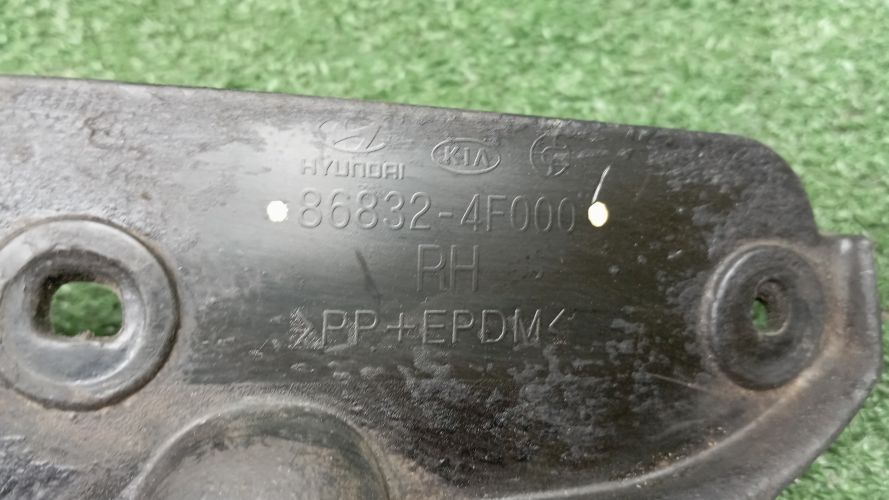 HYUNDAI KIA
86832-4F000
RH
>PP+EPDM<